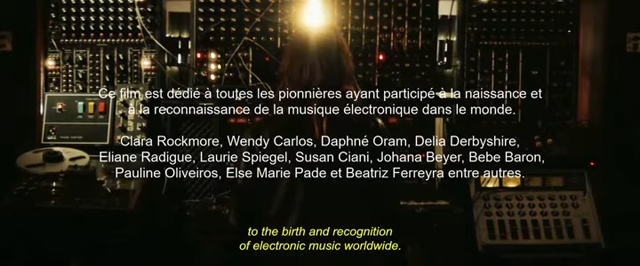 Ce film est dédié à toutes les pionnières ayant participé à la naissance et
à la reconnaissance de la musique électronique dans le monde.
Clara Rockmore, Wendy Carlos, Daphné Oram, Delia Derbyshire,
Eliane Radigue, Laurie Spiegel, Susan Ciani, Johana Beyer, Bebe Baron,
Pauline Oliveiros, Else Marie Pade et Beatriz Ferreyra entre autres.
to the birth and recognition
of electronic music worldwide.